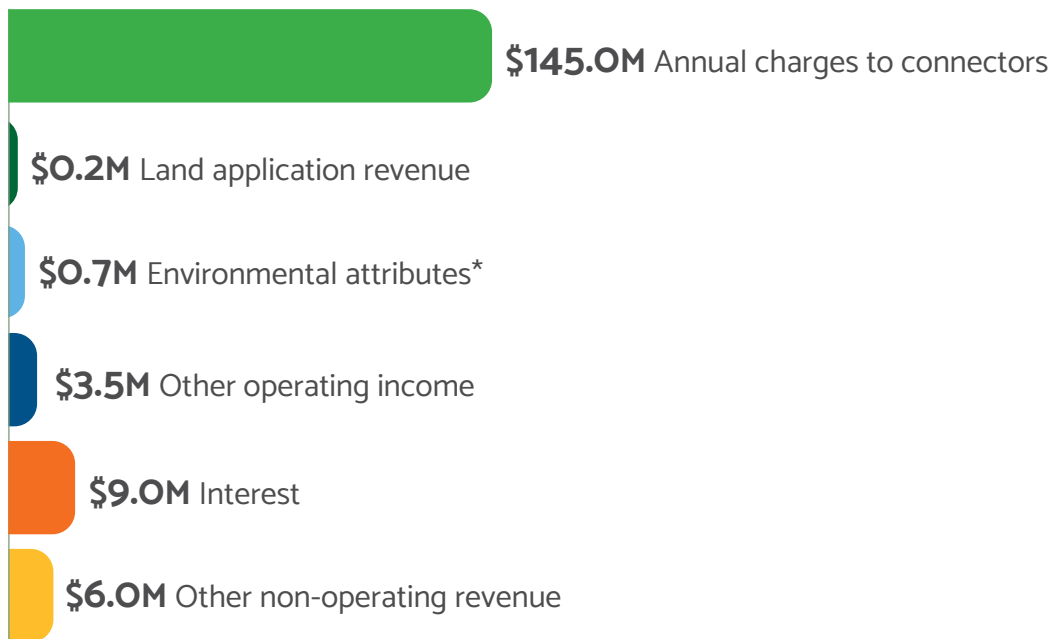 $145.0M Annual charges to connectors
$0.2M Land application revenue
$0.7M Environmental attributes*
$3.5M Other operating income
$9.0M Interest
$6.0M Other non-operating revenue